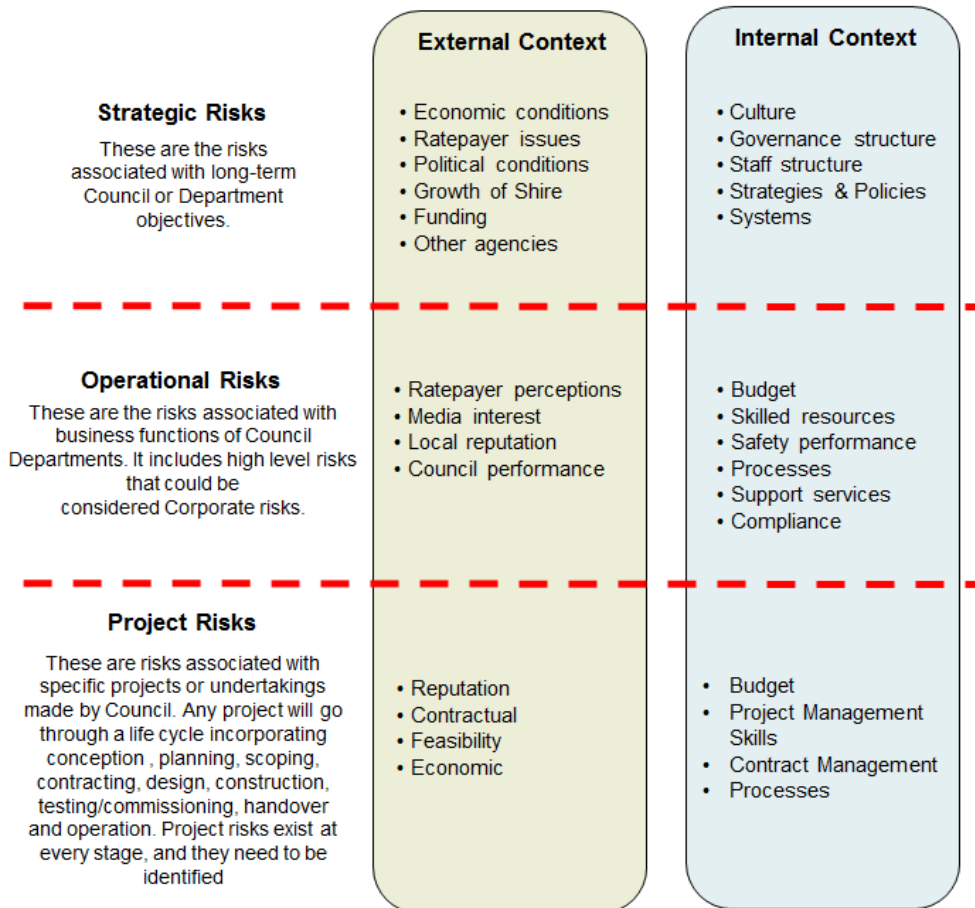 External Context
Internal Context
Strategic Risks
These are the risks
associated with long-term
Council or Department
objectives.
• Economic conditions
• Ratepayer issues
• Political conditions
• Growth of Shire
• Funding
• Other agencies
• Culture
• Governance structure
• Staff structure
• Strategies & Policies
• Systems
Operational Risks
These are the risks associated with
business functions of Council
Departments. It includes high level risks
that could be
considered Corporate risks.
• Ratepayer perceptions
• Media interest
• Local reputation
• Council performance
• Budget
• Skilled resources
• Safety performance
• Processes
• Support services
• Compliance
Project Risks
These are risks associated with
specific projects or undertakings
made by Council. Any project will go
through a life cycle incorporating
conception , planning, scoping,
contracting, design, construction,
testing/commissioning, handover
and operation. Project risks exist at
every stage, and they need to be
identified
• Reputation
• Contractual
• Feasibility
• Economic
• Budget
• Project Management
Skills
• Contract Management
• Processes